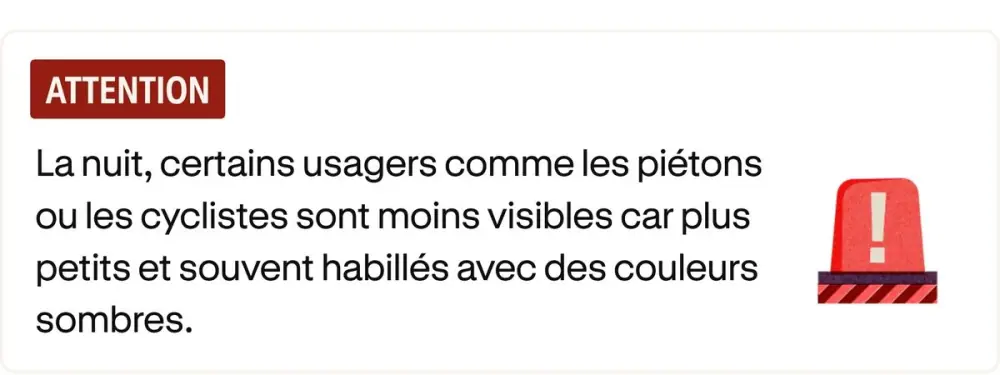 ATTENTION
La nuit, certains usagers comme les piétons
ou les cyclistes sont moins visibles car plus
petits et souvent habillés avec des couleurs
sombres.
!